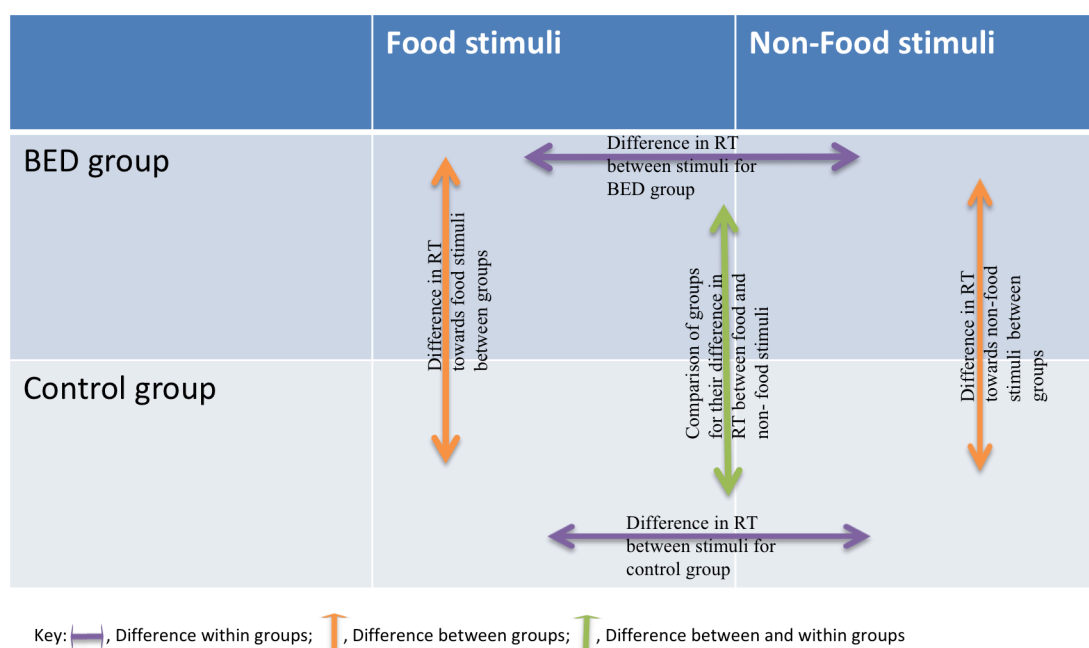 Food stimuli
Non-Food stimuli
BED group
Difference in RT
between stimuli for
BED group
Difference in RT
towards food stimuli
between groups
Comparison of groups
for their difference in
RT between food and
non- food stimuli
Difference in RT
towards non-food
stimuli between
groups
Control group
Difference in RT
between stimuli for
control group
Key: , Difference within groups; , Difference between groups; , Difference between and within groups